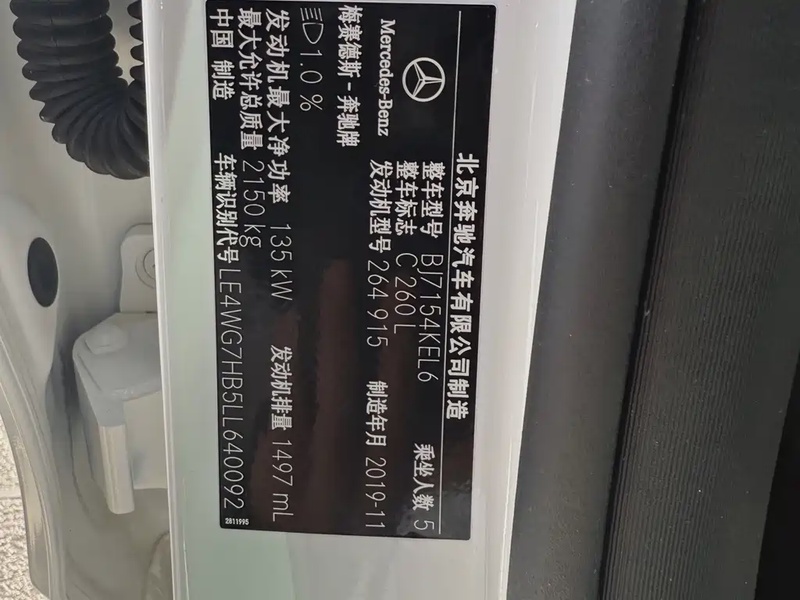 北京奔驰汽车有限公司制造
Mercedes-Benz
整车型号 BJ7154KEL6 乘坐人数 5
整车标志 C 260 L
发动机型号 264 915 制造年月 2019-11
梅赛德斯-奔驰牌
1.0 %
发动机最大净功率 135 kW 发动机排量 1497 mL
最大允许总质量 2150 kg
中国 制造 车辆识别代号 LE4WG7HB5LL640092
2811995